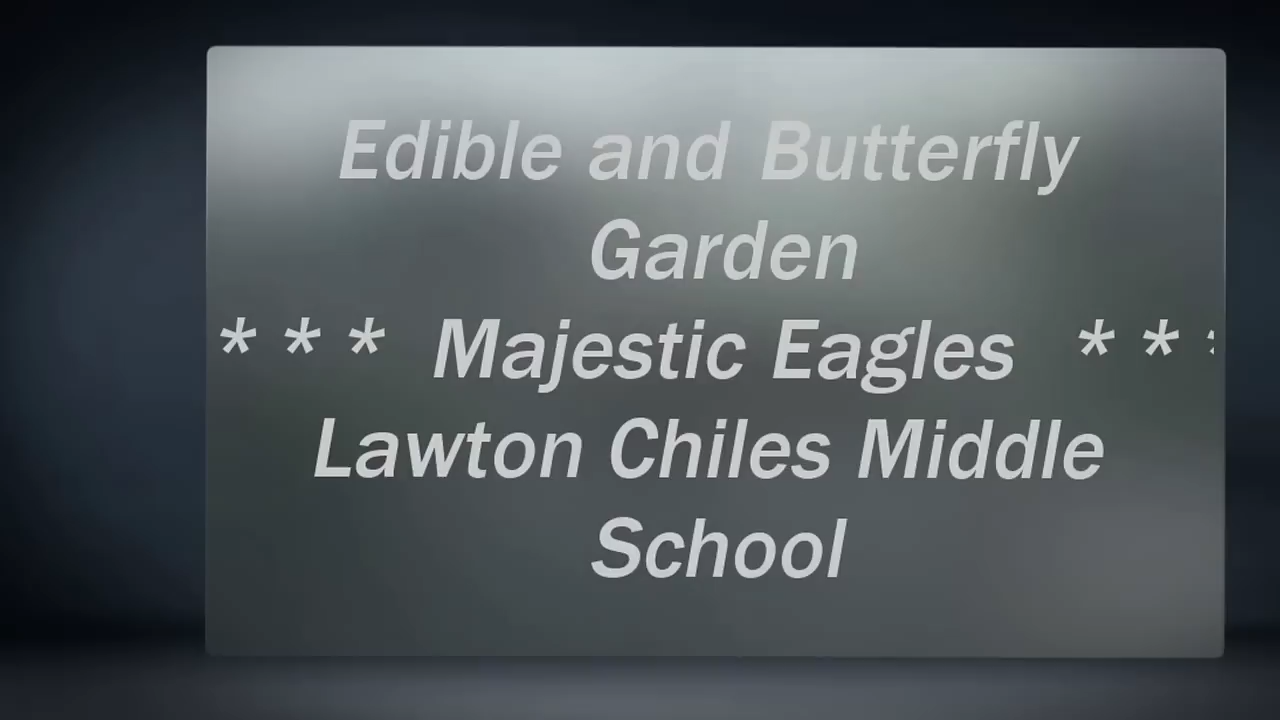 Edible and Butterfly
Garden
* * * Majestic Eagles * * *
Lawton Chiles Middle
School